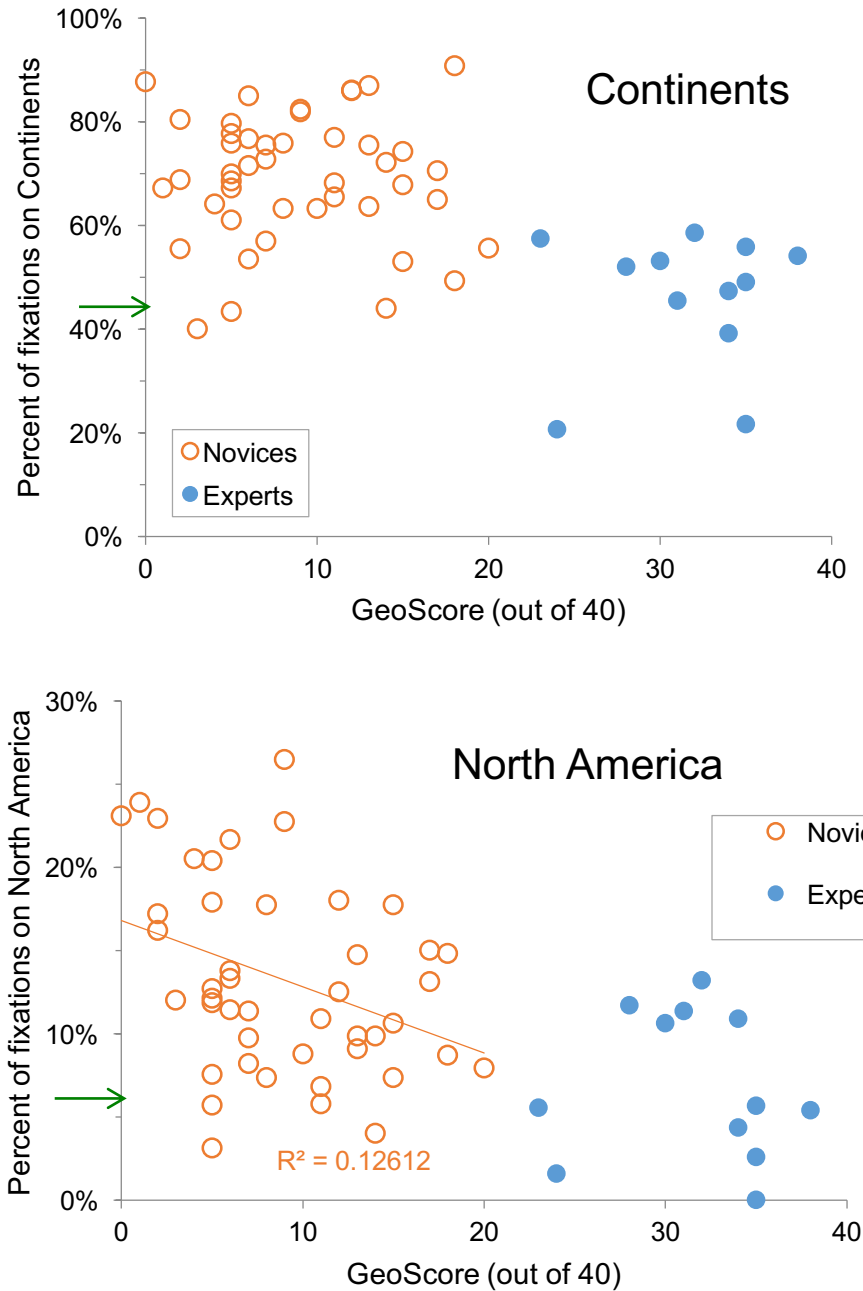 100%
Continents
80%
60%
40%
20%
0%
Percent of fixations on Continents
Novices
Experts
0 10 20 30 40
GeoScore (out of 40)
30%
North America
20%
10%
0%
Percent of fixations on North America
Novi
Expe
R² = 0.12612
0 10 20 30 40
GeoScore (out of 40)